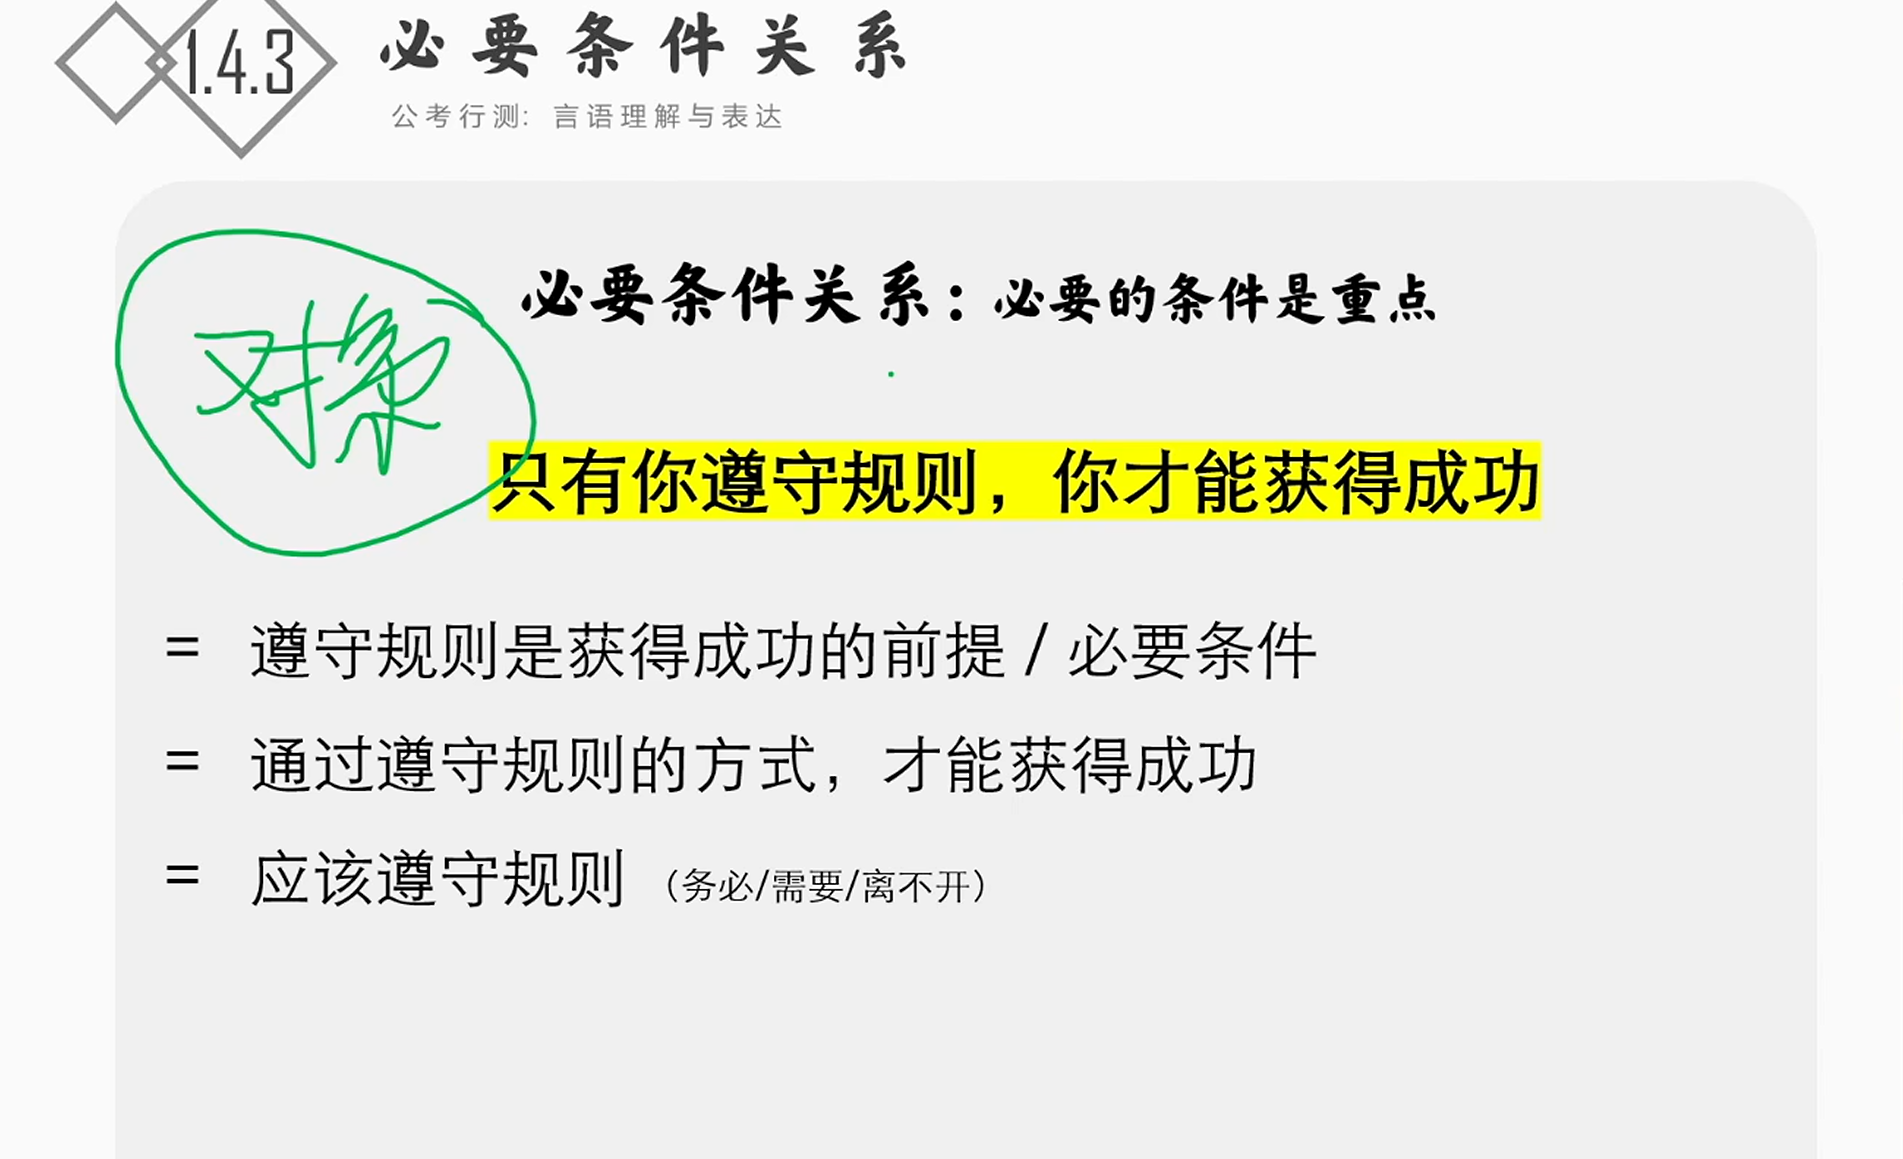 1.4.3
必要条件关系
公考行测：言语理解与表达
必要条件关系：必要的条件是重点
对象
只有你遵守规则，你才能获得成功
= 遵守规则是获得成功的前提 / 必要条件
= 通过遵守规则的方式，才能获得成功
= 应该遵守规则 （务必/需要/离不开）